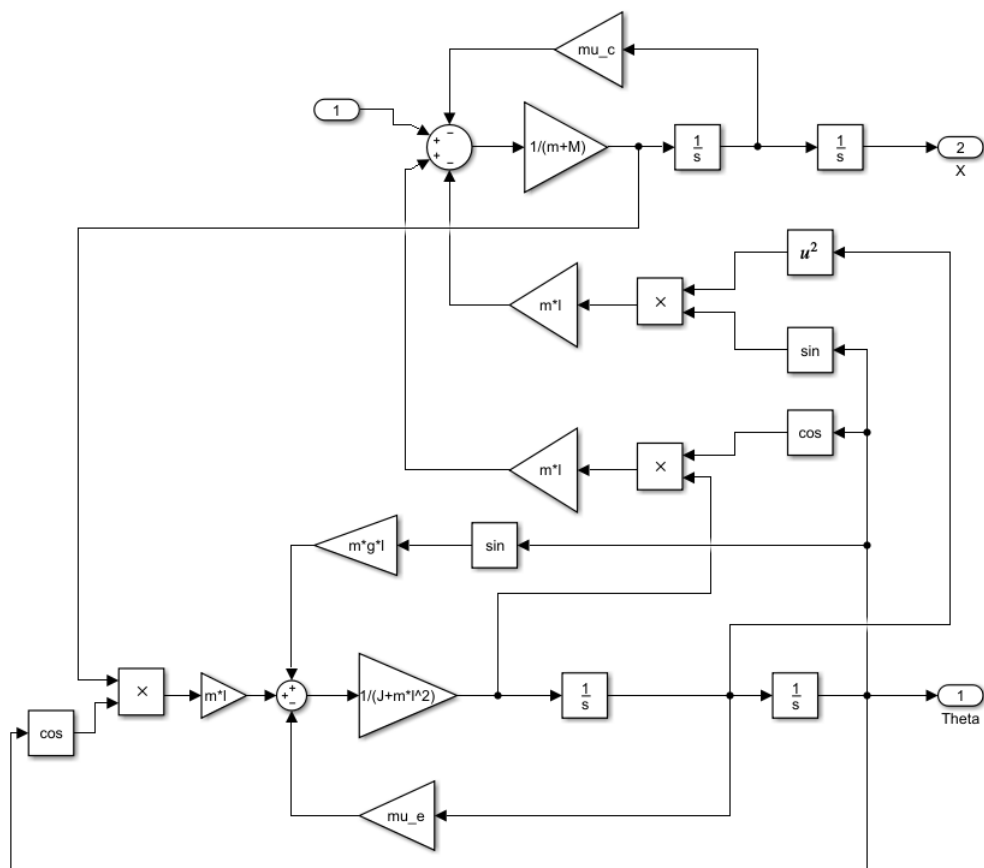 mu_c
1
+
−
+
−
1/(m+M)
1
s
1
s
2
X
u²
m*l
×
sin
cos
m*l
×
m*g*l
sin
×
m*l
+
+
−
1/(J+m*l^2)
1
s
1
s
1
Theta
cos
mu_e